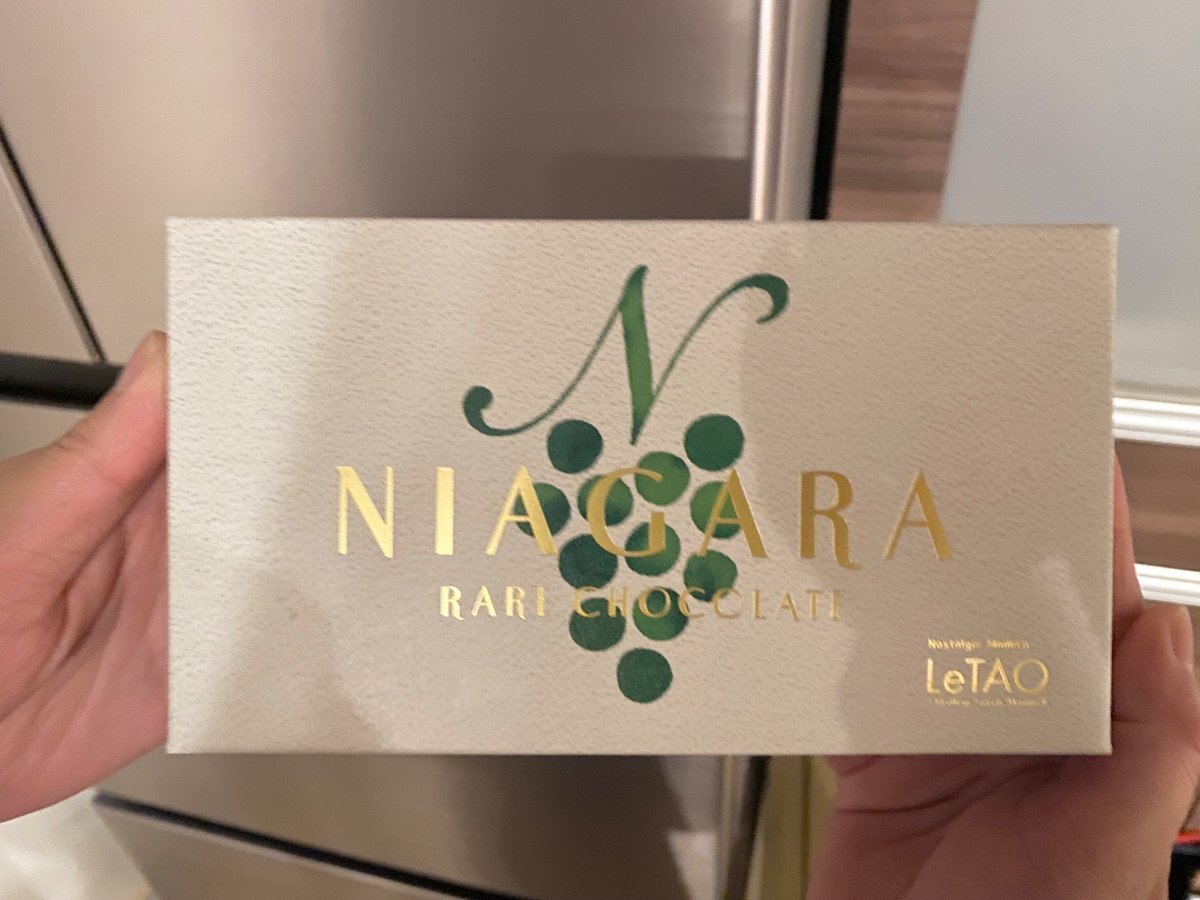 N
NIAGARA
RARE CHOCOLATE
Nostalgic Modern
LeTAO